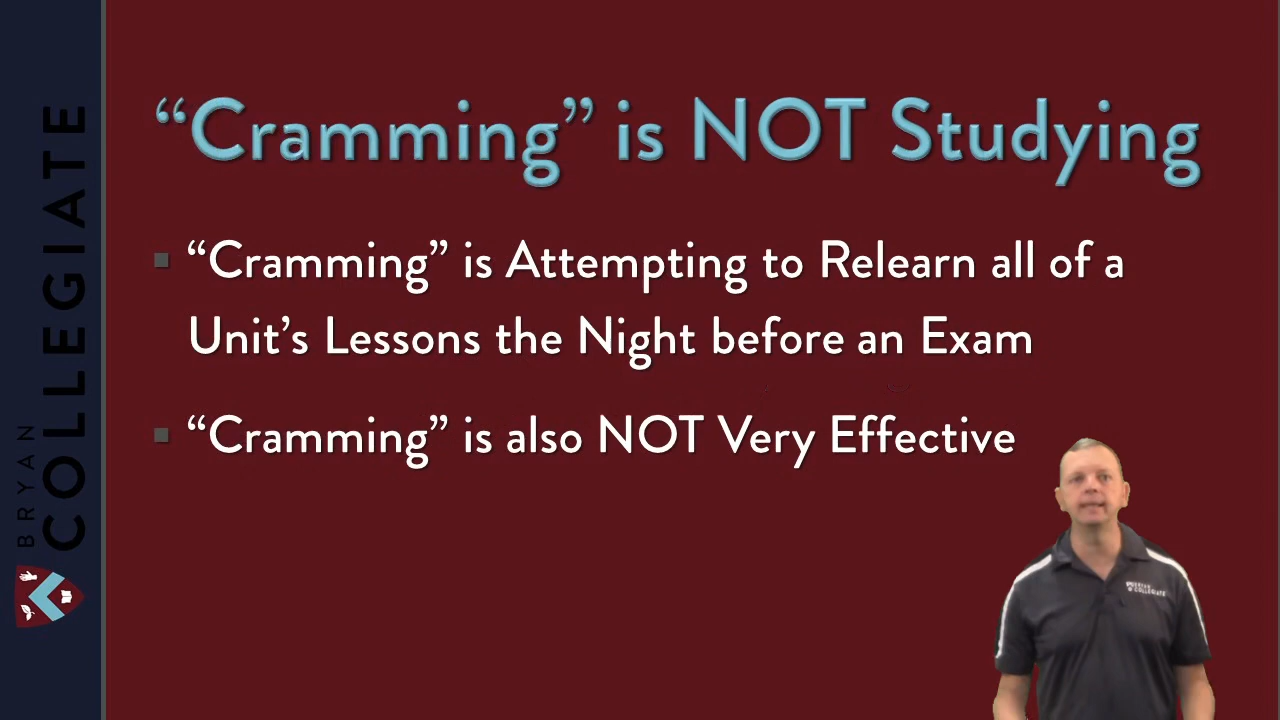 “Cramming” is NOT Studying
“Cramming” is Attempting to Relearn all of a
Unit’s Lessons the Night before an Exam
“Cramming” is also NOT Very Effective
BRYAN
COLLEGIATE
COLLEGIATE